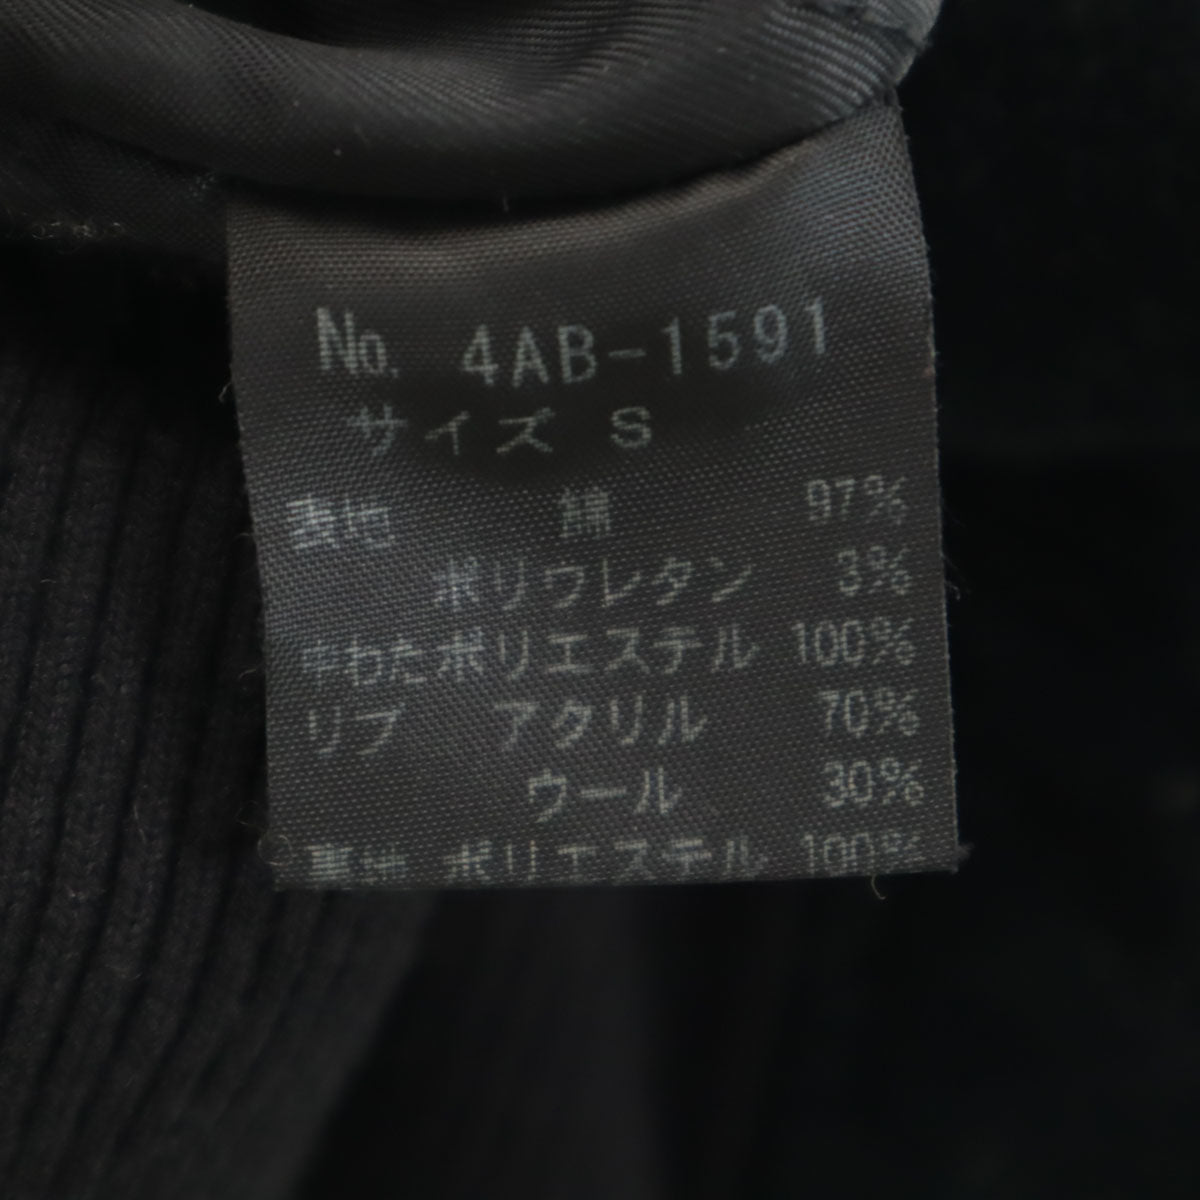 No. 4AB-1591
サイズ S
表地 綿 97%
ポリウレタン 3%
中わたポリエステル 100%
リブ アクリル 70%
ウール 30%
裏地 ポリエステル 100%